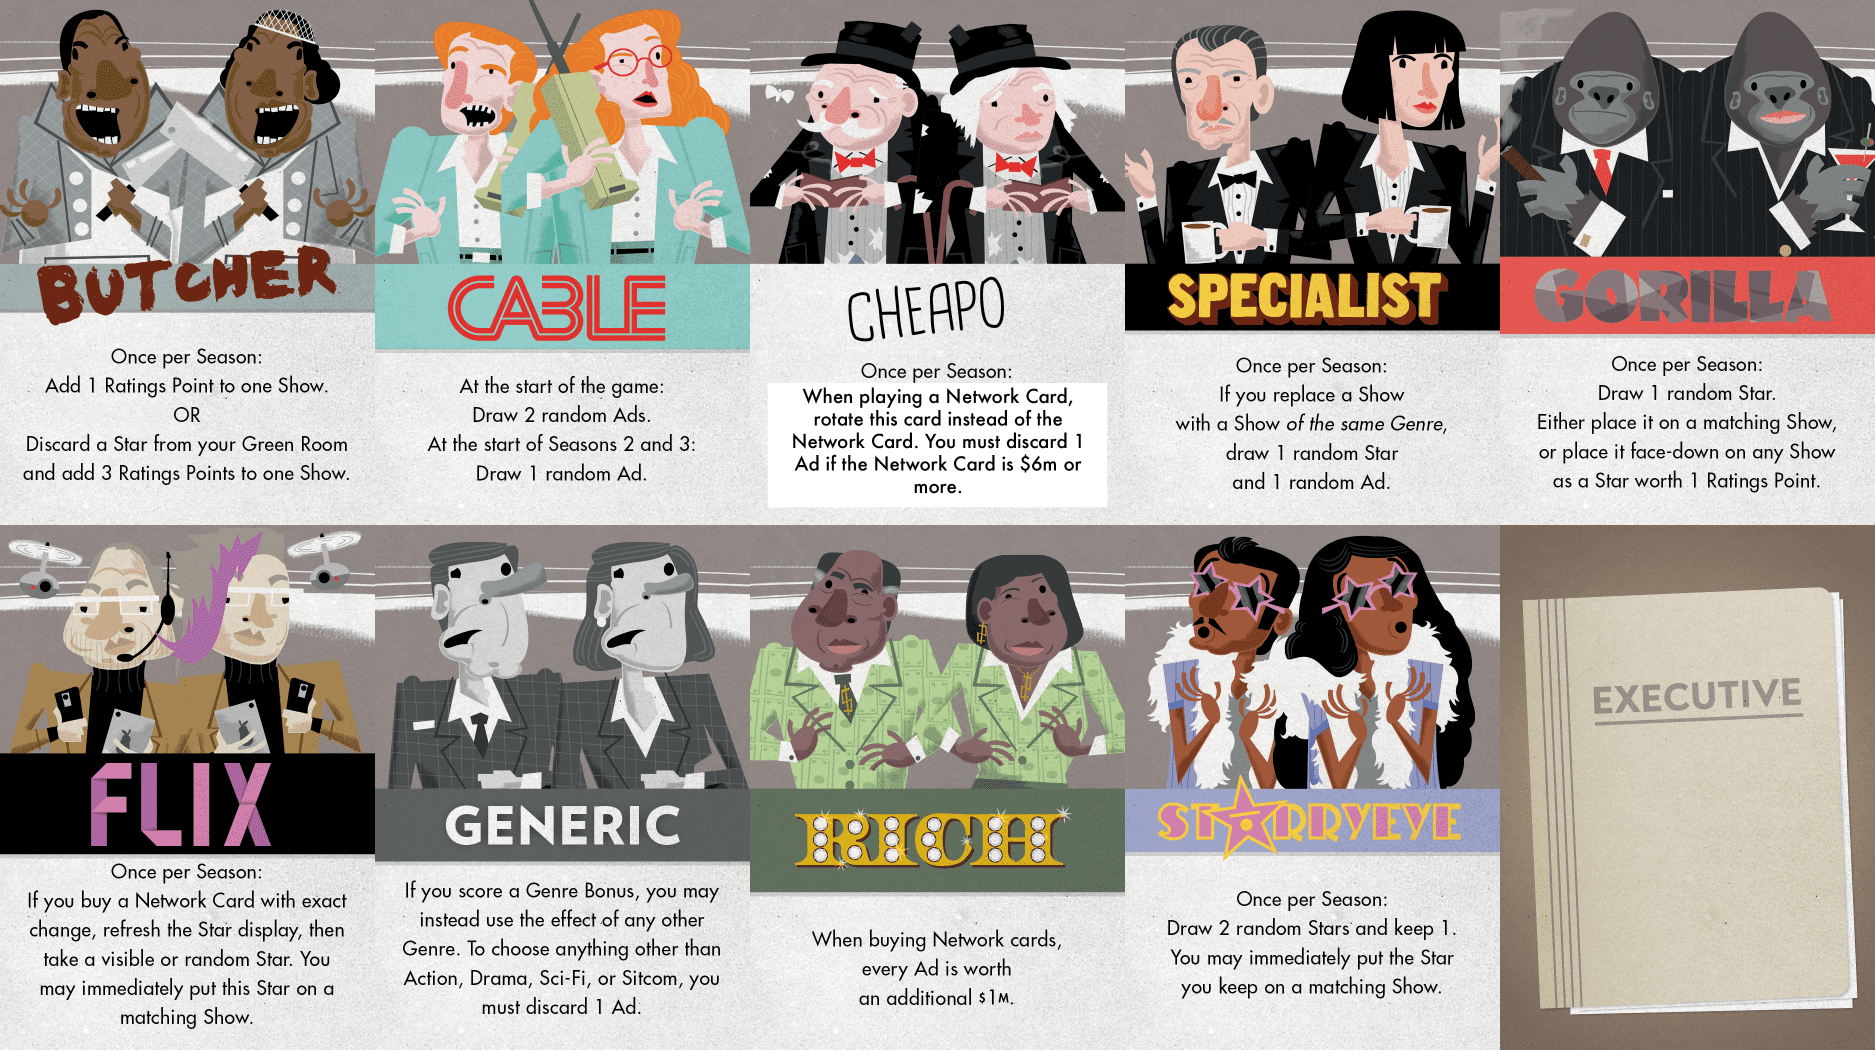 BUTCHER
Once per Season:
Add 1 Ratings Point to one Show.
OR
Discard a Star from your Green Room
and add 3 Ratings Points to one Show.
CABLE
At the start of the game:
Draw 2 random Ads.
At the start of Seasons 2 and 3:
Draw 1 random Ad.
CHEAPO
Once per Season:
When playing a Network Card,
rotate this card instead of the
Network Card. You must discard 1
Ad if the Network Card is $6m or
more.
SPECIALIST
Once per Season:
If you replace a Show
with a Show of the same Genre,
draw 1 random Star
and 1 random Ad.
GORILLA
Once per Season:
Draw 1 random Star.
Either place it on a matching Show,
or place it face-down on any Show
as a Star worth 1 Ratings Point.
FLIX
Once per Season:
If you buy a Network Card with exact
change, refresh the Star display, then
take a visible or random Star. You
may immediately put this Star on a
matching Show.
GENERIC
If you score a Genre Bonus, you may
instead use the effect of any other
Genre. To choose anything other than
Action, Drama, Sci-Fi, or Sitcom, you
must discard 1 Ad.
RICH
When buying Network cards,
every Ad is worth
an additional $1M.
STARRYEYE
Once per Season:
Draw 2 random Stars and keep 1.
You may immediately put the Star
you keep on a matching Show.
EXECUTIVE